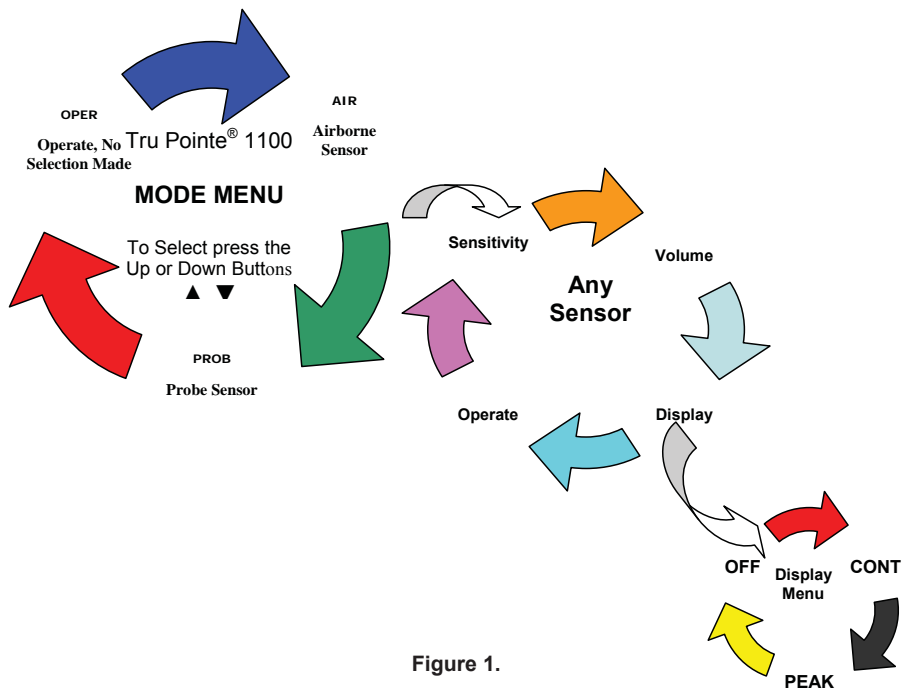 OPER
Operate, No
Selection Made
Tru Pointe® 1100
AIR
Airborne
Sensor
MODE MENU
To Select press the
Up or Down Buttons
▲ ▼
PROB
Probe Sensor
Sensitivity
Volume
Any
Sensor
Operate
Display
OFF
Display
Menu
CONT
PEAK
Figure 1.